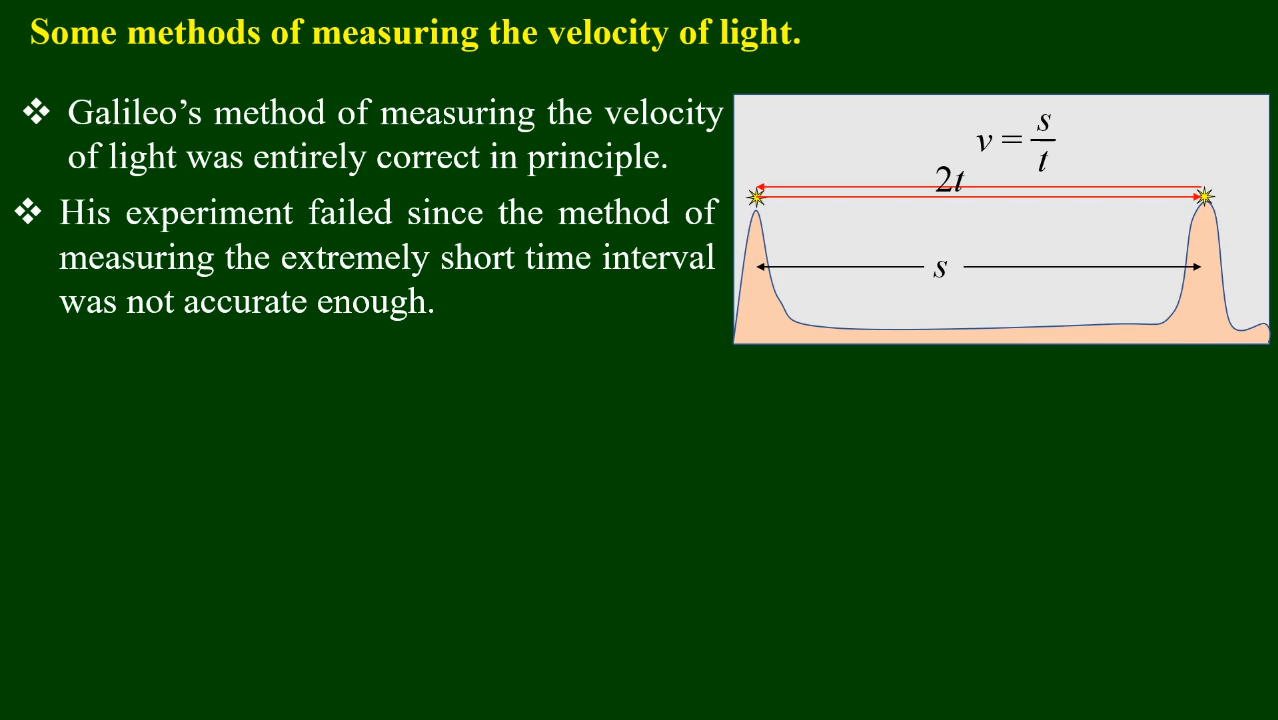 Some methods of measuring the velocity of light.
❖ Galileo’s method of measuring the velocity
of light was entirely correct in principle.
❖ His experiment failed since the method of
measuring the extremely short time interval
was not accurate enough.
v = s/t
2t
s